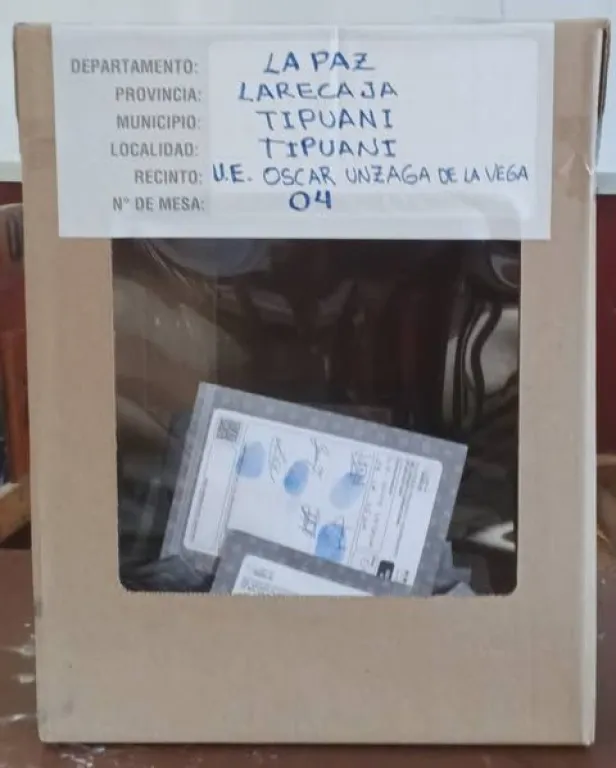 DEPARTAMENTO: LA PAZ
PROVINCIA: LARECAJA
MUNICIPIO: TIPUANI
LOCALIDAD: TIPUANI
RECINTO: U.E. OSCAR UNZAGA DE LA VEGA
N° DE MESA: 04